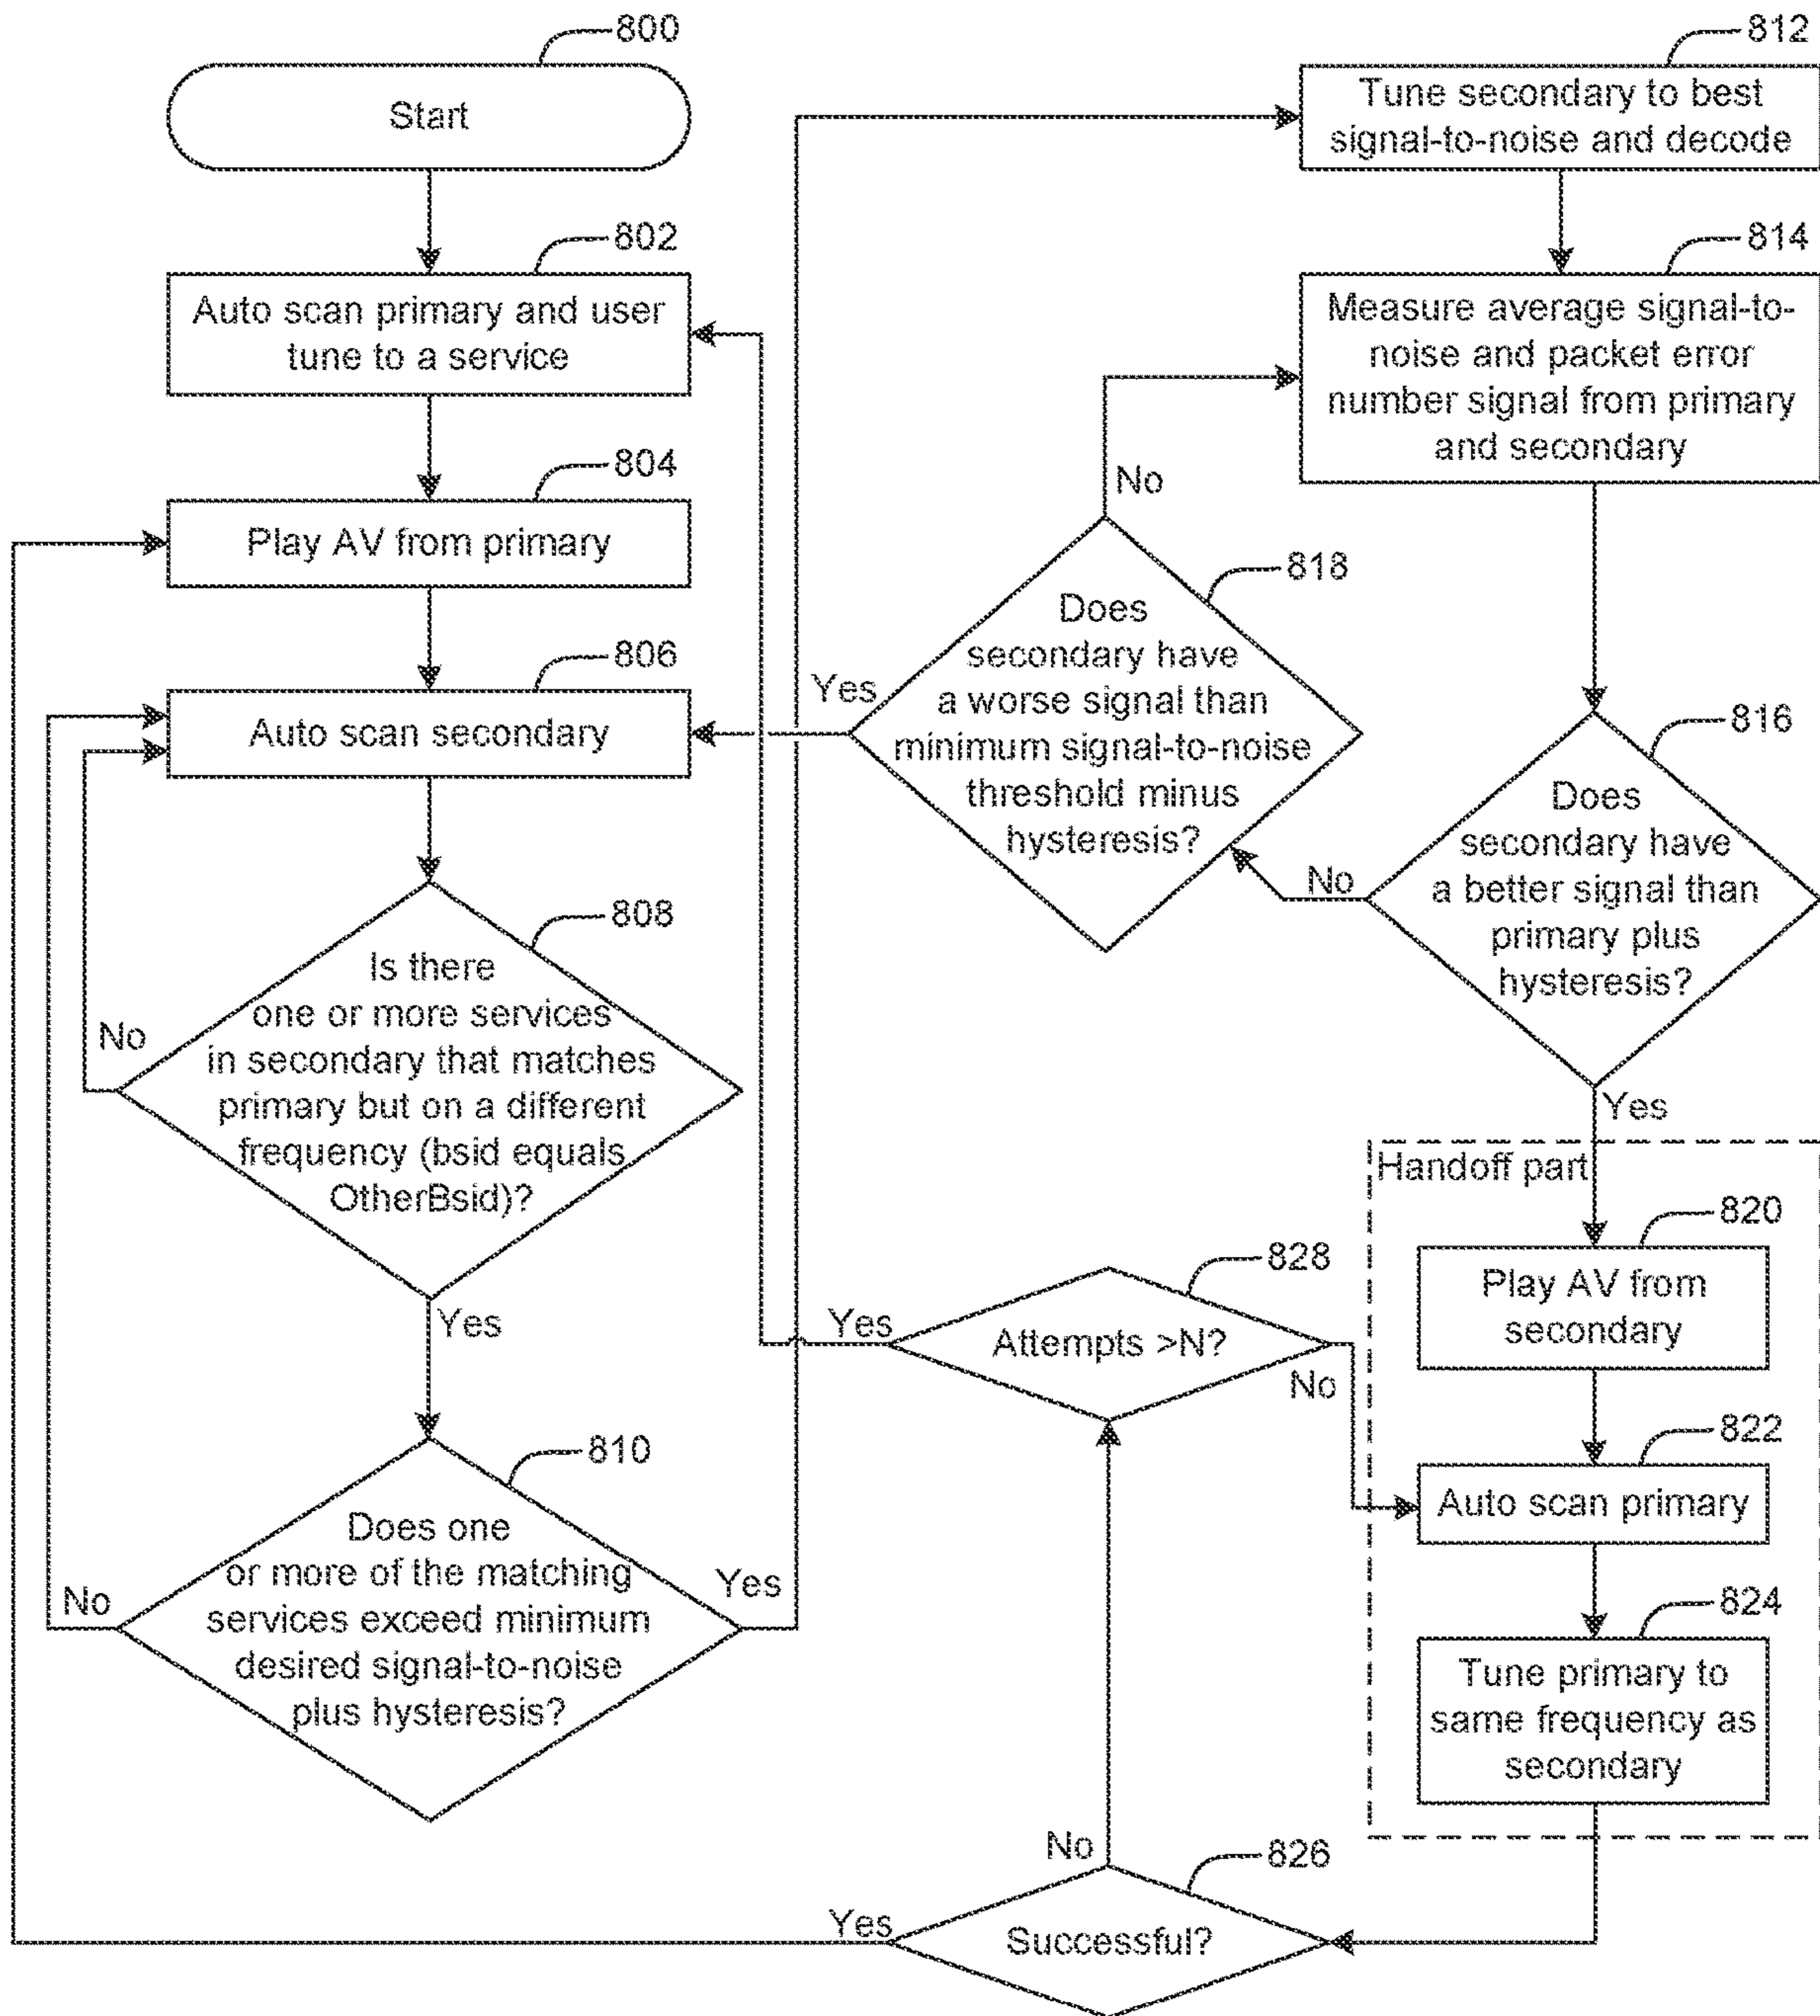 800
Start
802
Auto scan primary and user
tune to a service
804
Play AV from primary
806
Auto scan secondary
808
Is there
one or more services
in secondary that matches
primary but on a different
frequency (bsid equals
OtherBsid)?
No
Yes
810
Does one
or more of the matching
services exceed minimum
desired signal-to-noise
plus hysteresis?
No
Yes
812
Tune secondary to best
signal-to-noise and decode
814
Measure average signal-to-
noise and packet error
number signal from primary
and secondary
816
Does
secondary have
a better signal than
primary plus
hysteresis?
No
Yes
818
Does
secondary have
a worse signal than
minimum signal-to-noise
threshold minus
hysteresis?
No
Yes
Handoff part
820
Play AV from
secondary
822
Auto scan primary
824
Tune primary to
same frequency as
secondary
826
Successful?
No
Yes
828
Attempts >N?
Yes
No